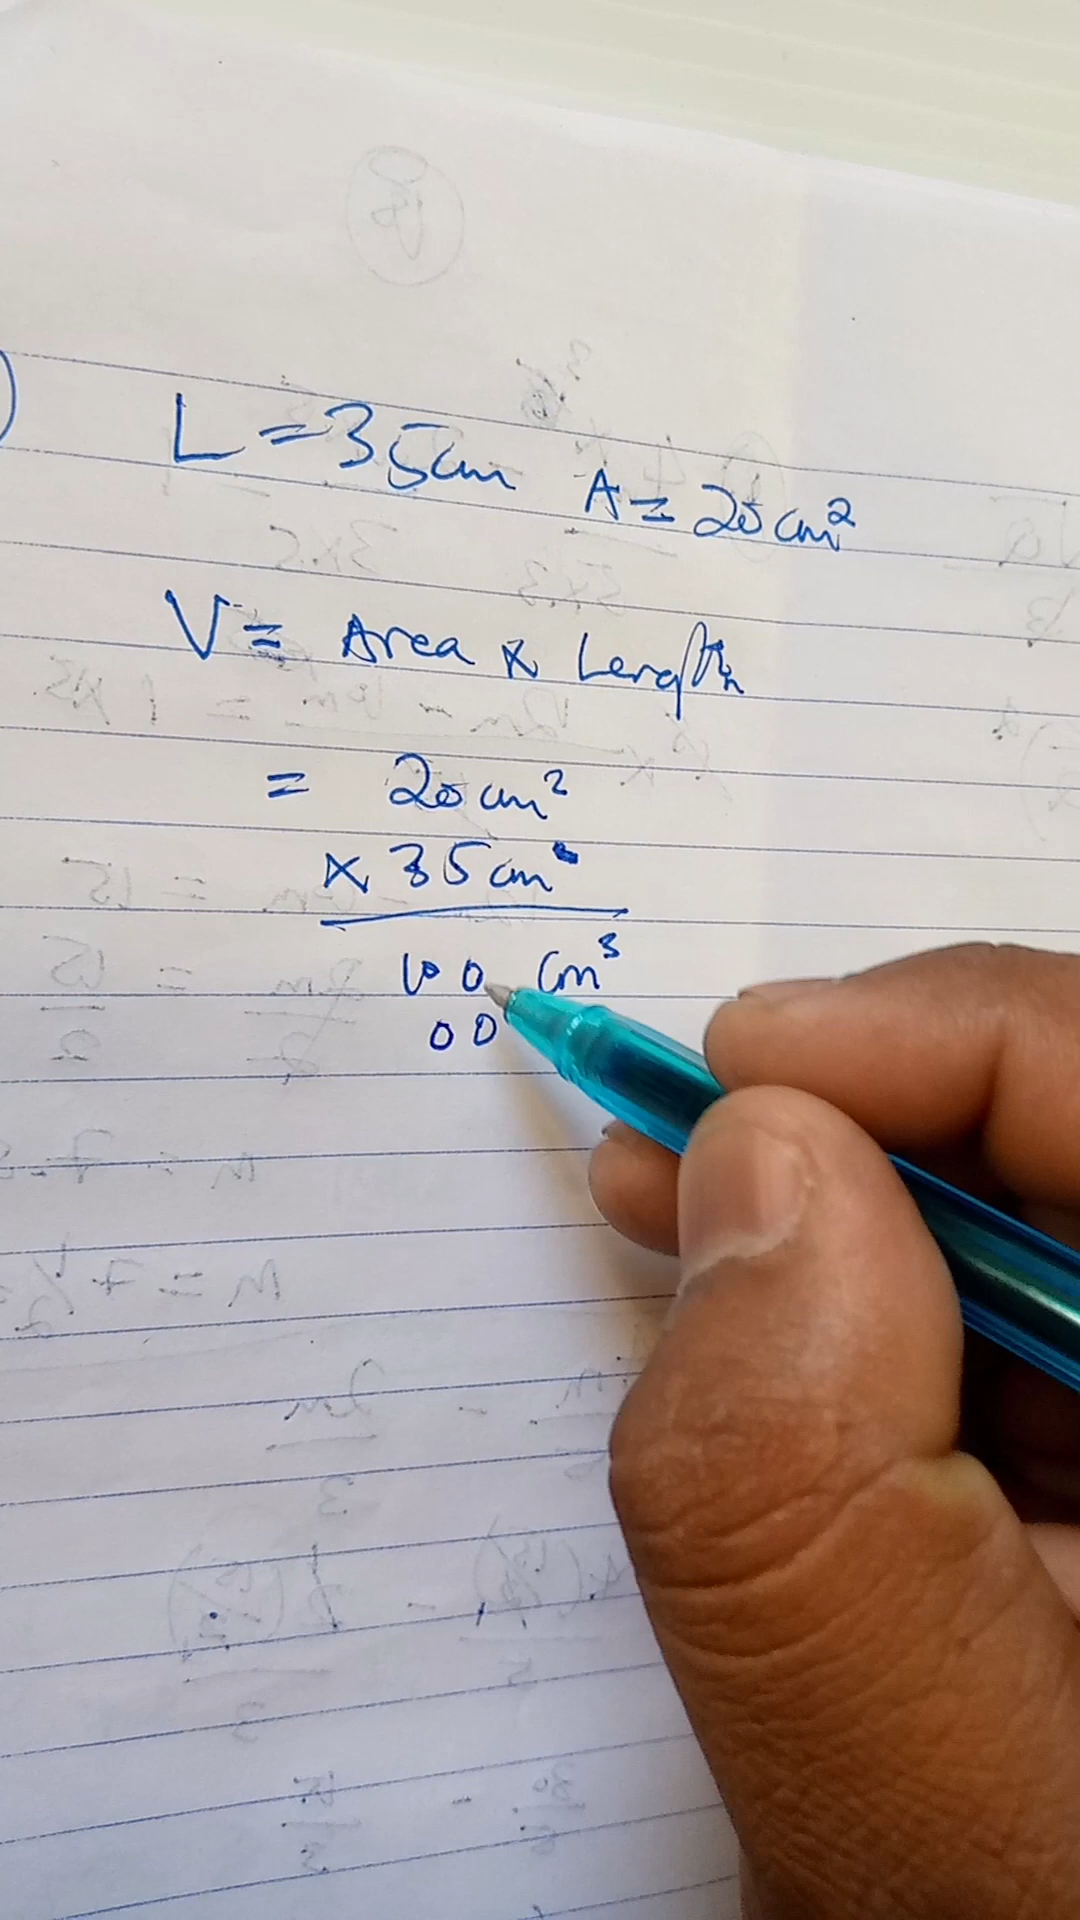 L = 35cm A = 20cm²
V = Area x Length
= 20cm²
x 35cm
100 cm³
00